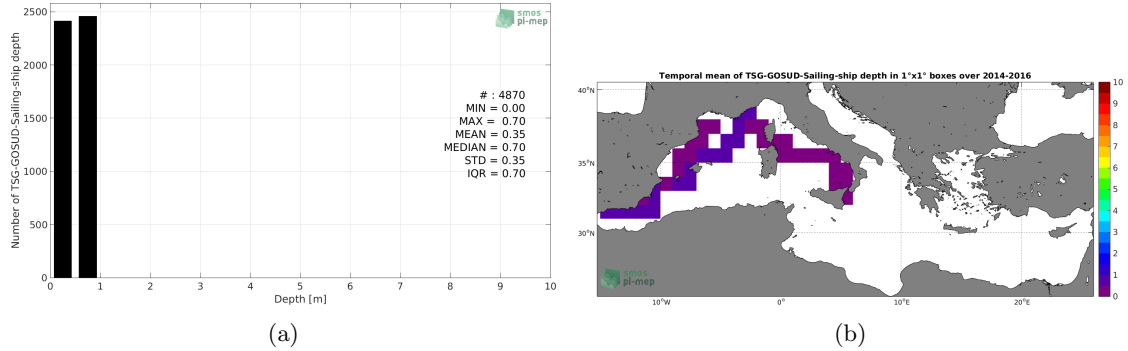 2500
2000
1500
1000
500
0
Number of TSG-GOSUD-Sailing-ship depth
0 1 2 3 4 5 6 7 8 9 10
Depth [m]
smos
pi-mep
# : 4870
MIN = 0.00
MAX = 0.70
MEAN = 0.35
MEDIAN = 0.70
STD = 0.35
IQR = 0.70
(a)
Temporal mean of TSG-GOSUD-Sailing-ship depth in 1°x1° boxes over 2014-2016
40°N
35°N
30°N
10°W 0° 10°E 20°E
smos
pi-mep
10
9
8
7
6
5
4
3
2
1
0
(b)